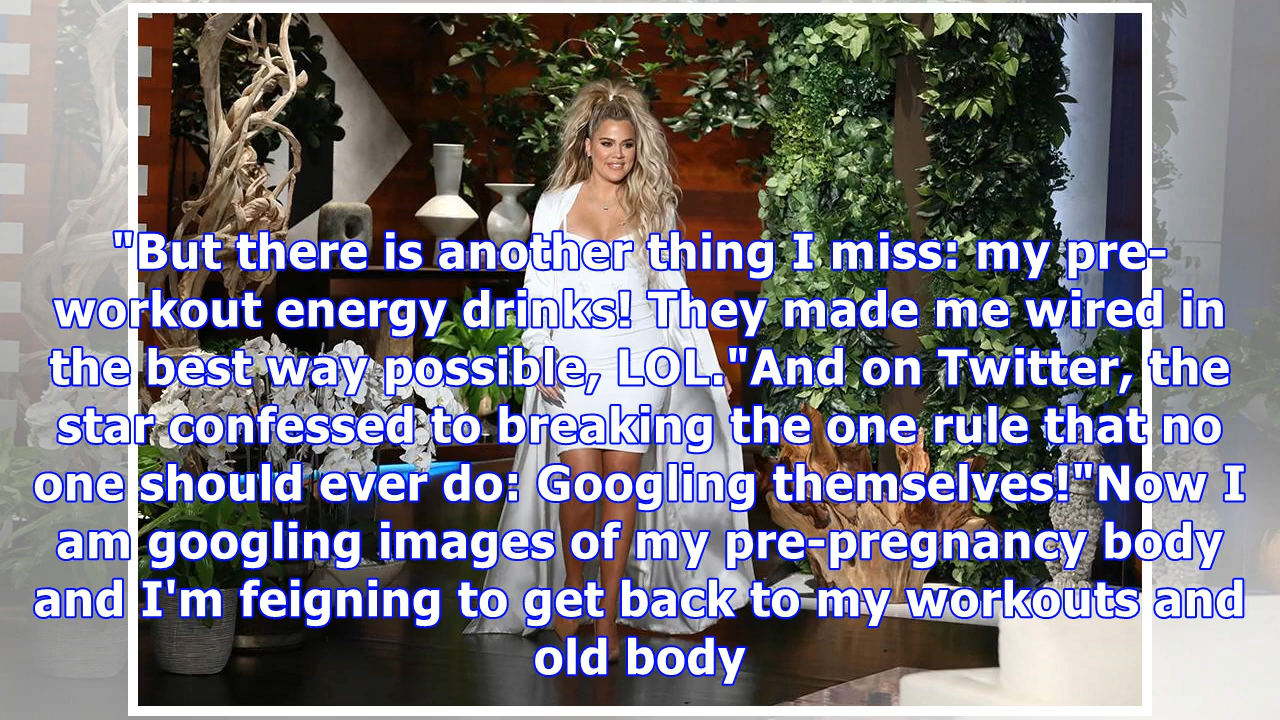 "But there is another thing I miss: my pre-
workout energy drinks! They made me wired in
the best way possible, LOL."And on Twitter, the
star confessed to breaking the one rule that no
one should ever do: Googling themselves!"Now I
am googling images of my pre-pregnancy body
and I'm feigning to get back to my workouts and
old body